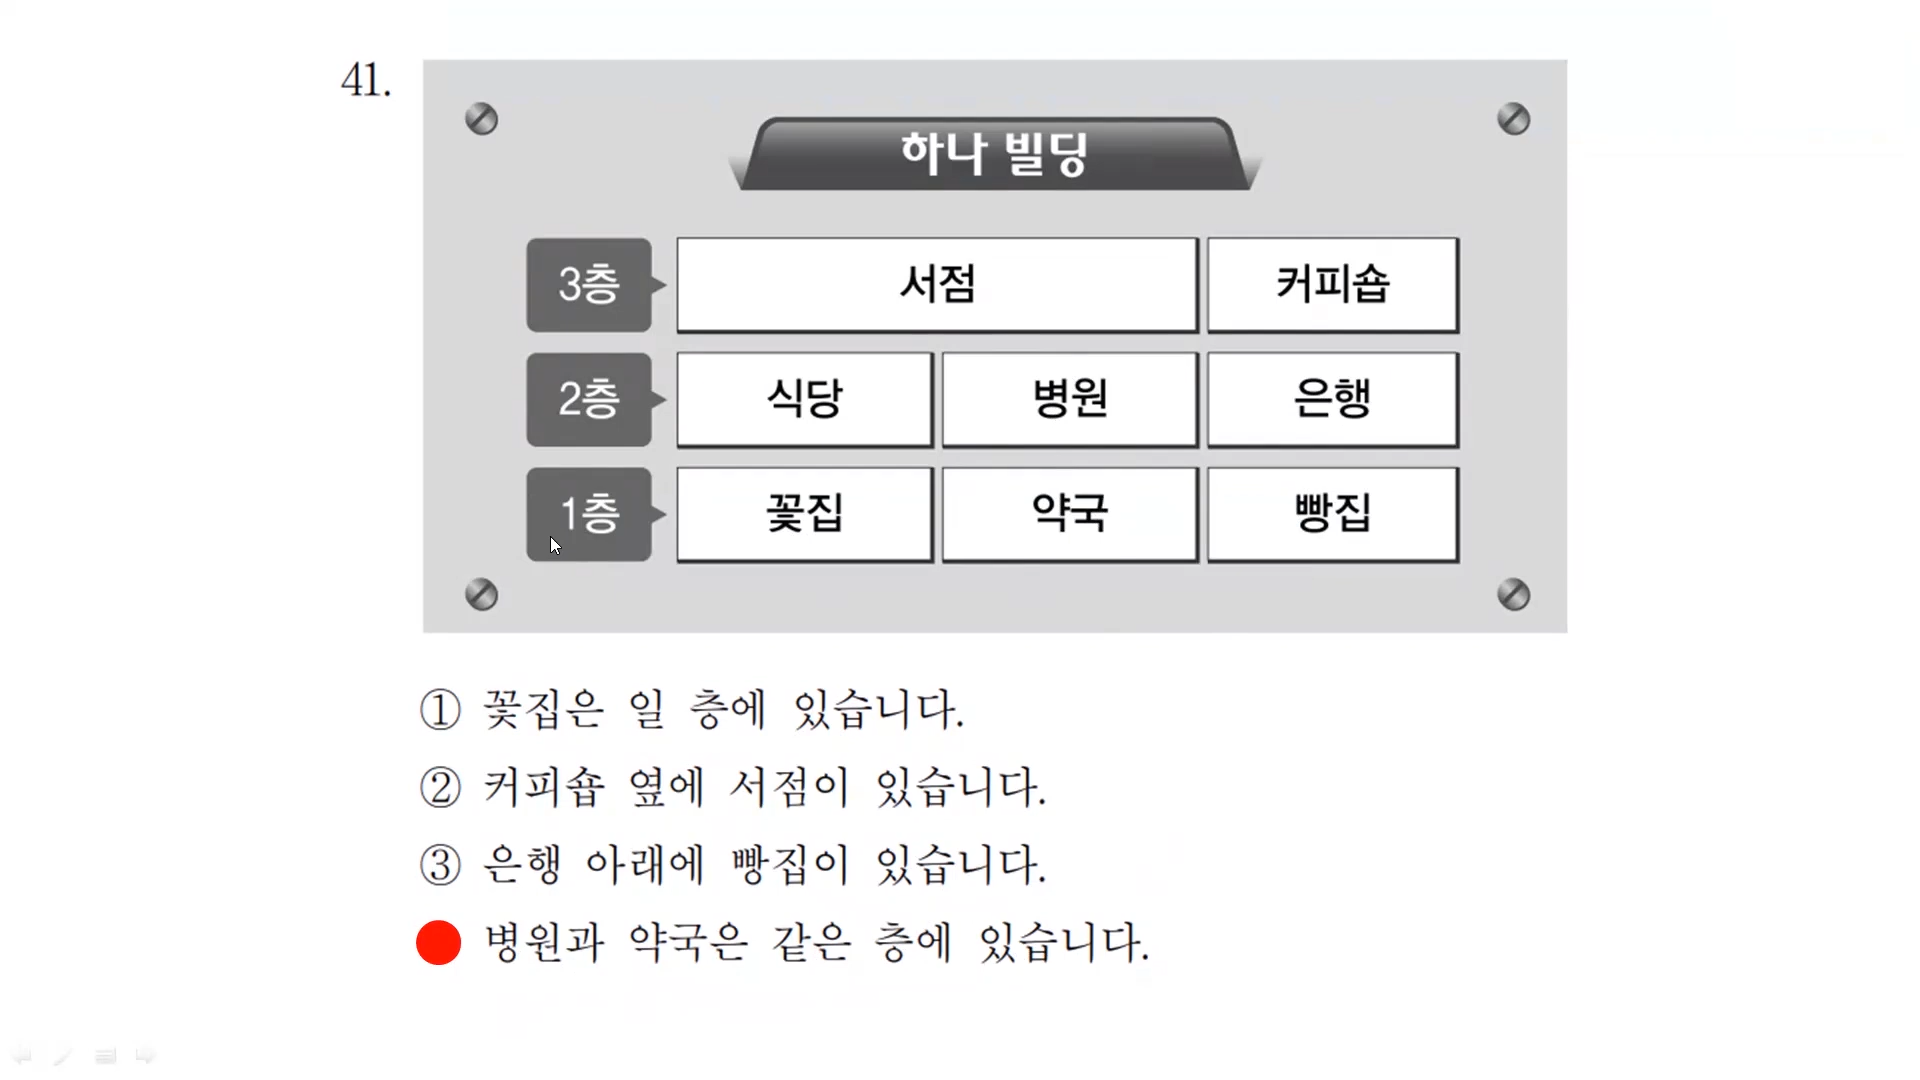 41.
하나 빌딩
3층 서점 커피숍
2층 식당 병원 은행
1층 꽃집 약국 빵집
① 꽃집은 일 층에 있습니다.
② 커피숍 옆에 서점이 있습니다.
③ 은행 아래에 빵집이 있습니다.
병원과 약국은 같은 층에 있습니다.